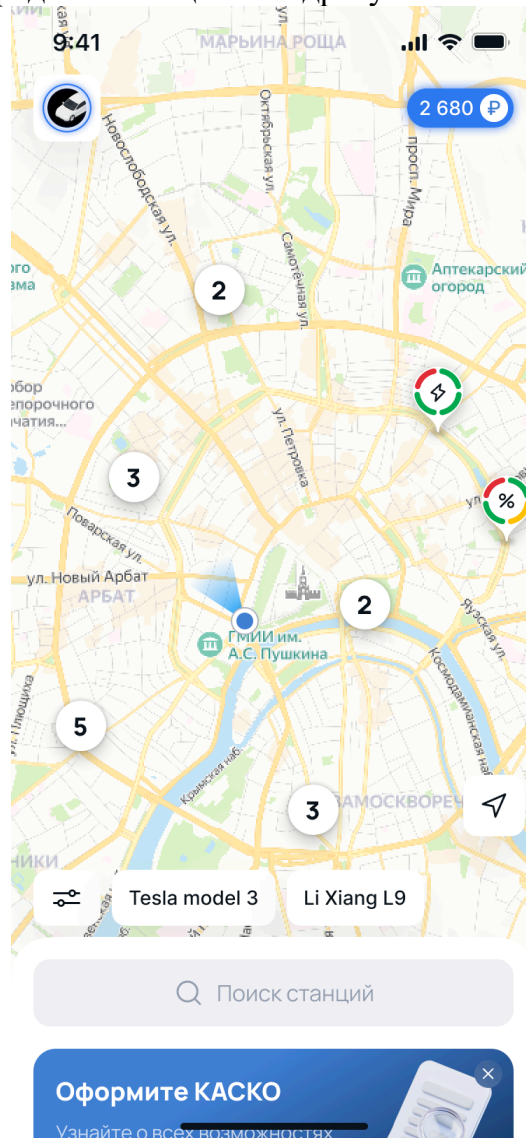 9:41
МАРЬИНА РОЩА
2 680 ₽
Октябрьская ул.
Новослободская ул.
просп. Мира
Самотёчная ул.
Аптекарский
огород
2
ул. Петровка
3
%
Поварская ул.
ул. Новый Арбат
АРБАТ
2
Яузская ул.
ГМИИ им.
А.С. Пушкина
Космодамианская наб.
5
Крымская наб.
3
Tesla model 3
Li Xiang L9
Поиск станций
Оформите КАСКО
Узнайте о всех возможностях